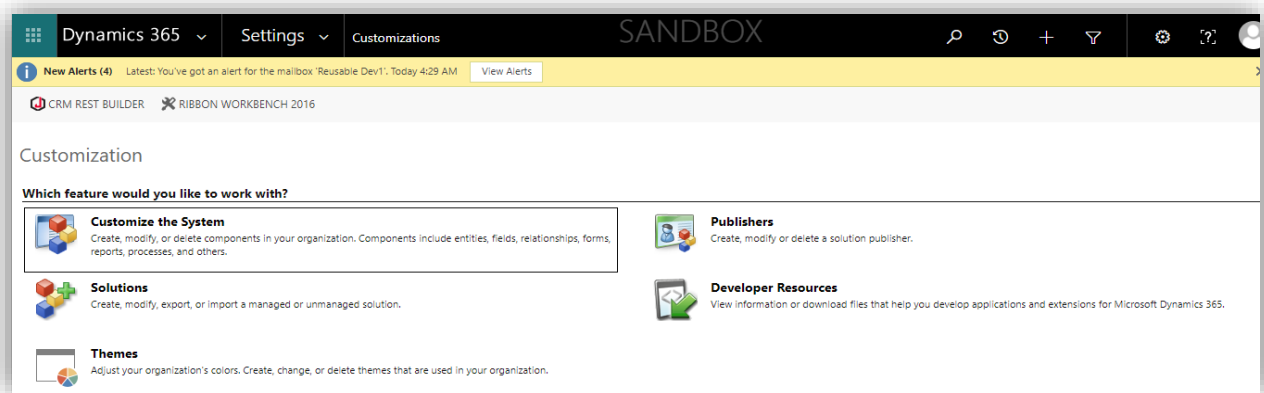 Dynamics 365 Settings Customizations SANDBOX [?]
New Alerts (4) Latest: You've got an alert for the mailbox 'Reusable Dev1'. Today 4:29 AM View Alerts
CRM REST BUILDER RIBBON WORKBENCH 2016
Customization
Which feature would you like to work with?
Customize the System
Create, modify, or delete components in your organization. Components include entities, fields, relationships, forms,
reports, processes, and others.
Publishers
Create, modify or delete a solution publisher.
Solutions
Create, modify, export, or import a managed or unmanaged solution.
Developer Resources
View information or download files that help you develop applications and extensions for Microsoft Dynamics 365.
Themes
Adjust your organization's colors. Create, change, or delete themes that are used in your organization.